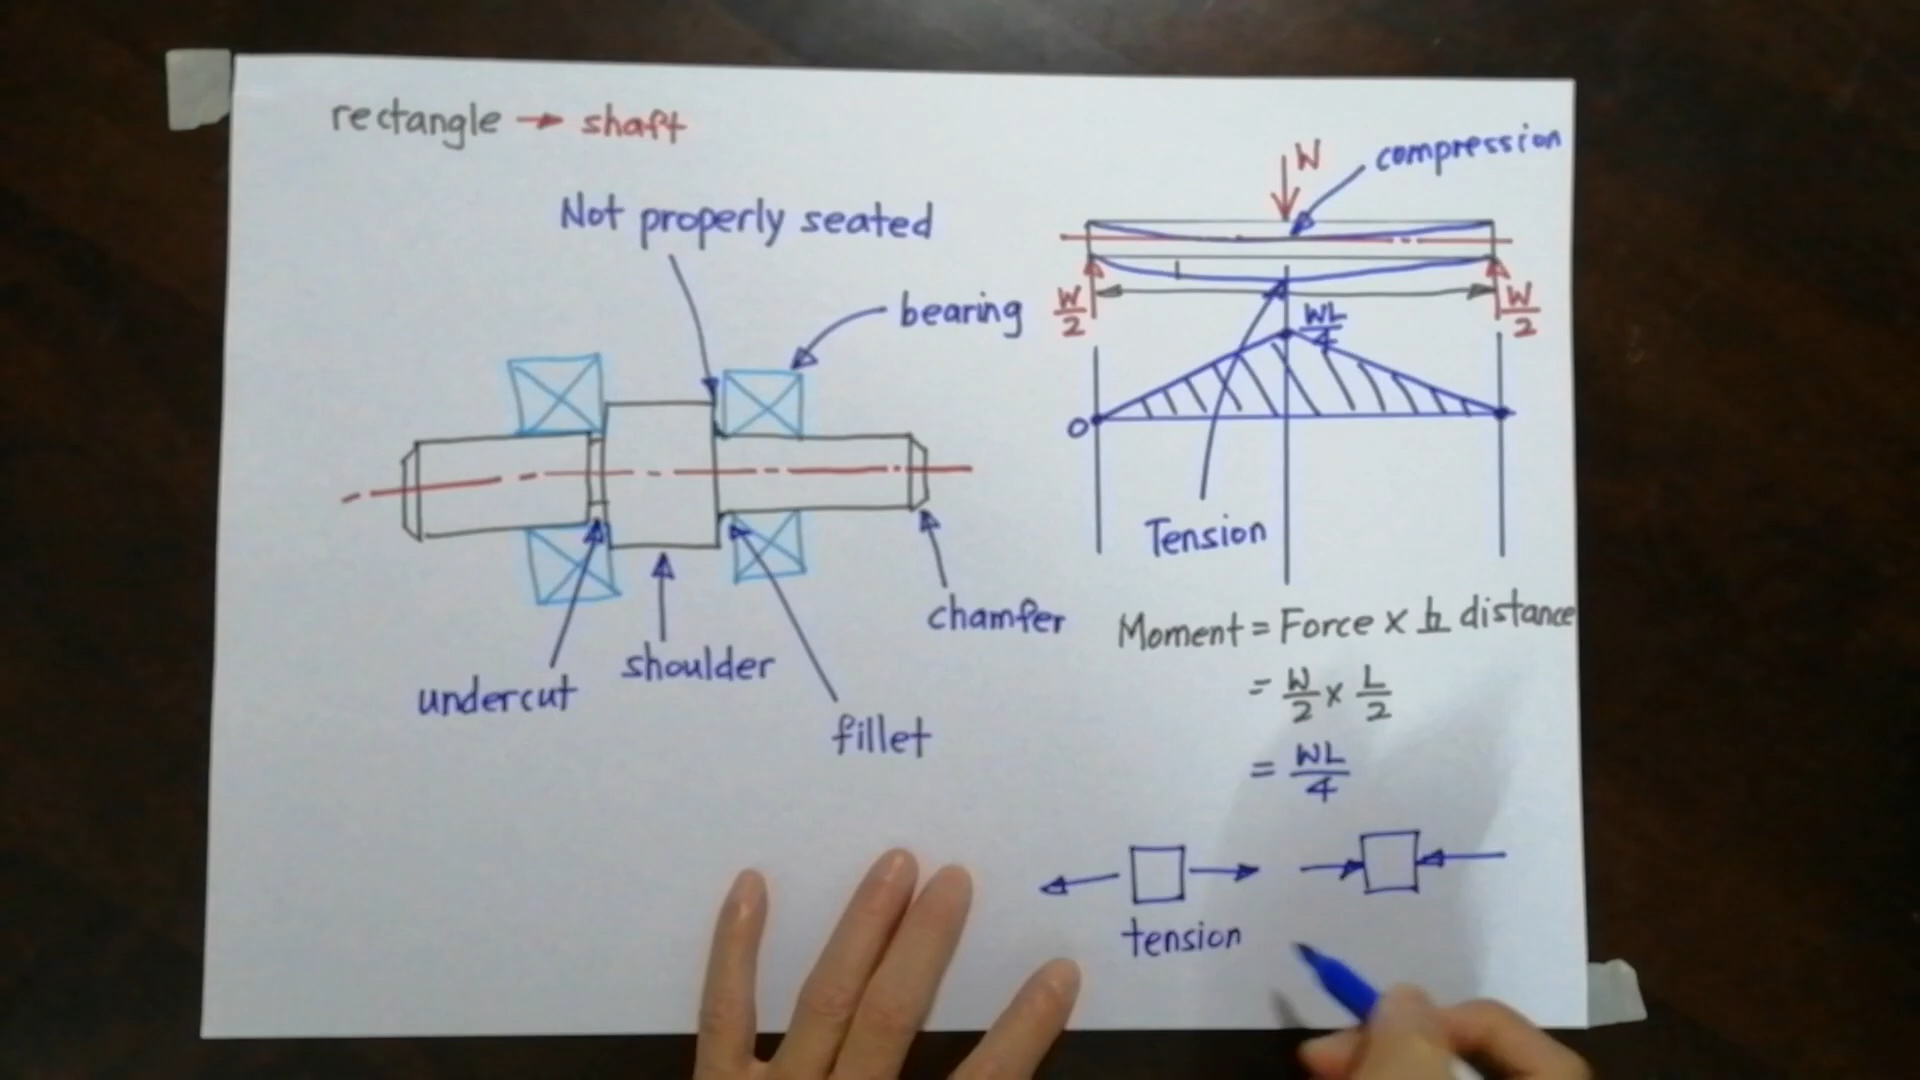 rectangle → shaft
Not properly seated
bearing
undercut
shoulder
fillet
chamfer
W
compression
W/2
L
W/2
WL/4
0
Tension
Moment = Force x b distance
= W/2 x L/2
= WL/4
tension